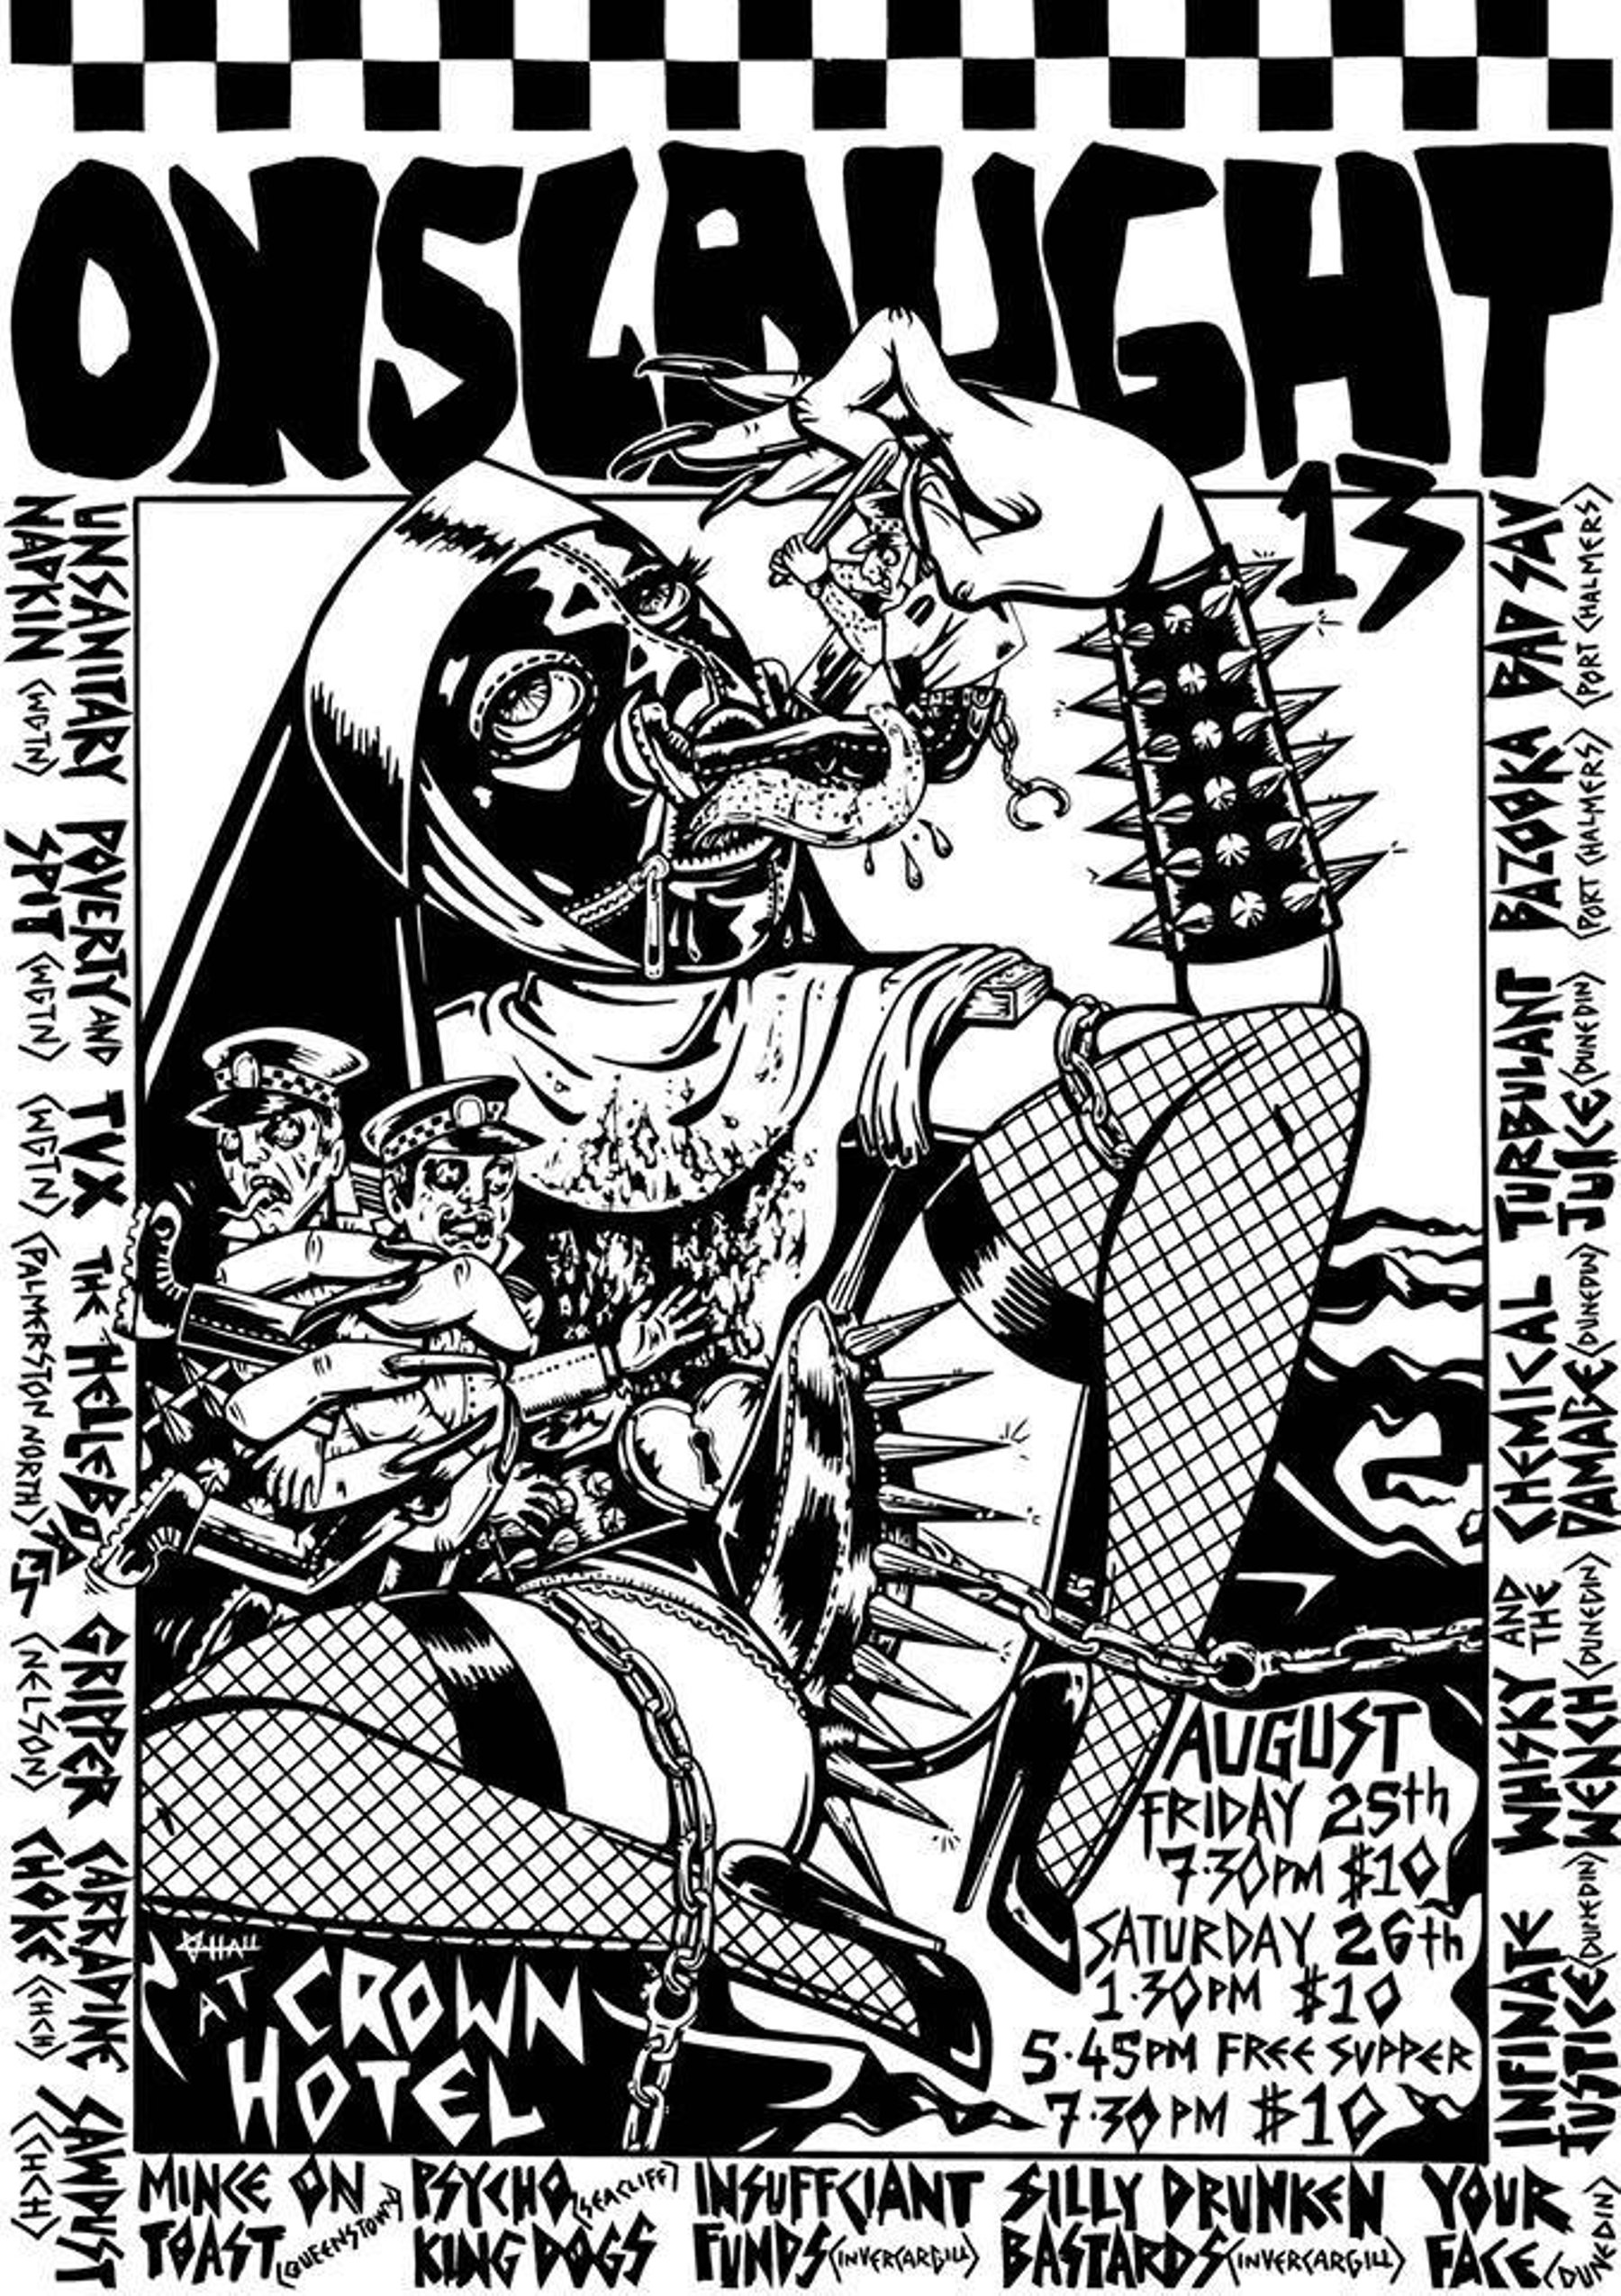 ONSLAUGHT
13
UNSANITARY
NAPKIN (WGTN)
POVERTY AND
SPIT (WGTN)
TVX
(WGTN)
THE HELLEBORES
(PALMERSTON NORTH)
GRIPPER
(NELSON)
CARRADINE
CHOKE (CHCH)
SAWDUST
(CHCH)
BAD SAV
(PORT CHALMERS)
BAZOOKA
(PORT CHALMERS)
TURBULANT
JUICE (DUNEDIN)
CHEMICAL
DAMAGE (DUNEDIN)
WHISKY AND THE
WENCH (DUNEDIN)
INFINATE
JUSTICE (DUNEDIN)
AUGUST
FRIDAY 25th
7·30PM $10
SATURDAY 26th
1·30PM $10
5·45PM FREE SUPPER
7·30PM $10
AT CROWN
HOTEL
MINCE ON
TOAST (QUEENSTOWN)
PSYCHO (SEACLIFF)
KING DOGS
INSUFFCIANT
FUNDS (INVERCARGILL)
SILLY DRUNKEN
BASTARDS (INVERCARGILL)
YOUR
FACE (DUNEDIN)